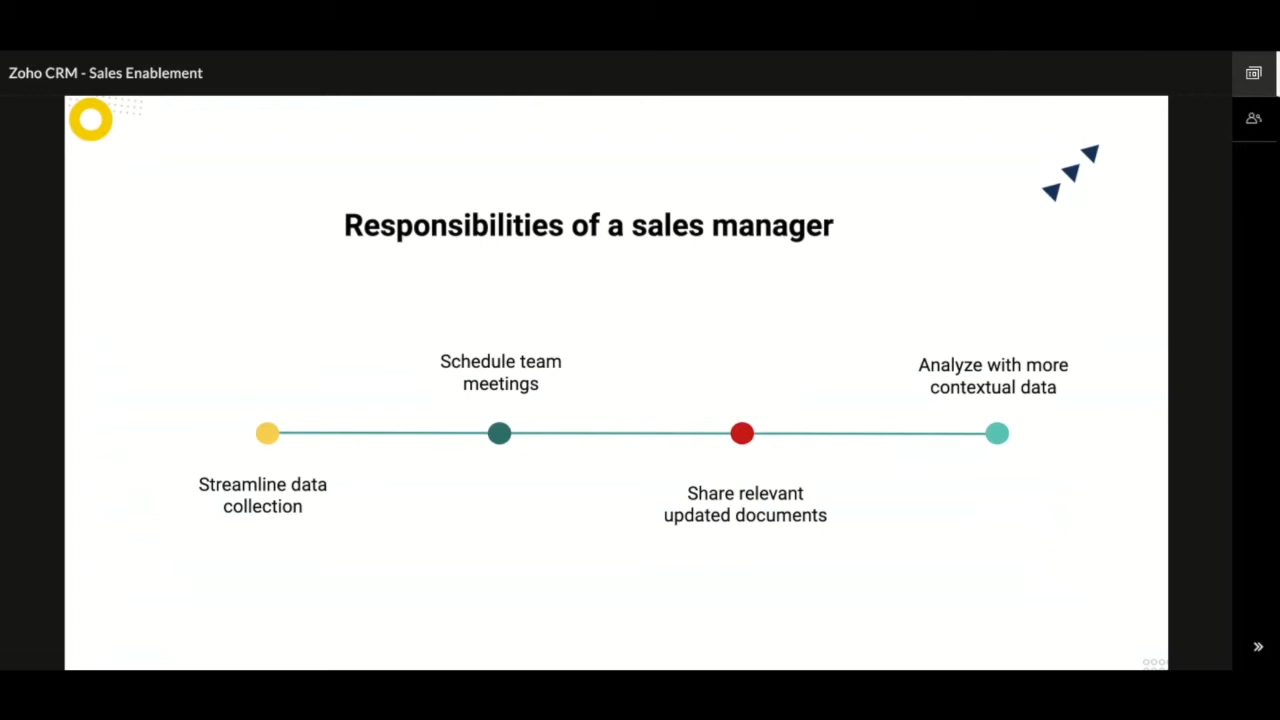 Zoho CRM - Sales Enablement
Responsibilities of a sales manager
Schedule team
meetings
Analyze with more
contextual data
Streamline data
collection
Share relevant
updated documents